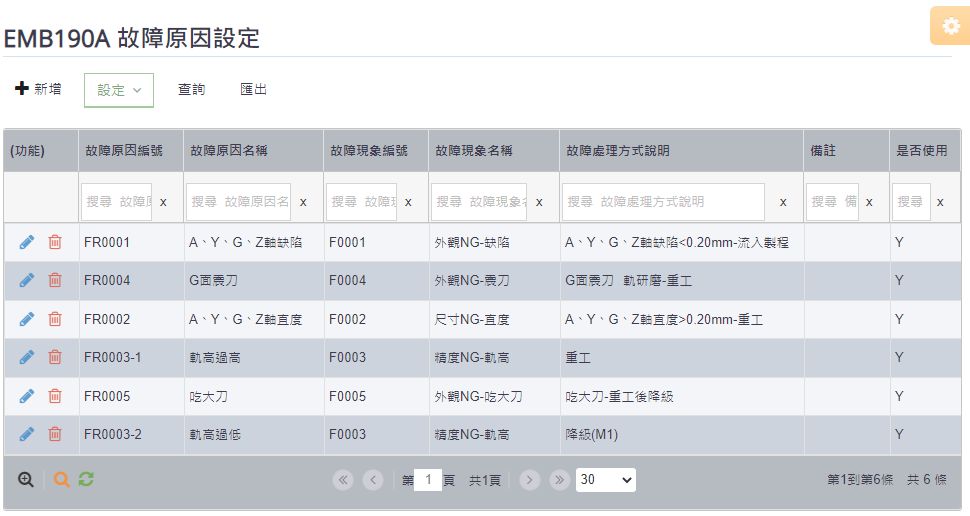 EMB190A 故障原因設定
新增 設定 查詢 匯出
(功能) 故障原因編號 故障原因名稱 故障現象編號 故障現象名稱 故障處理方式說明 備註 是否使用
搜尋 故障原 x 搜尋 故障原因名 x 搜尋 故障現 x 搜尋 故障現象名 x 搜尋 故障處理方式說明 x 搜尋 備 x 搜尋 x
FR0001 A、Y、G、Z軸缺陷 F0001 外觀NG-缺陷 A、Y、G、Z軸缺陷<0.20mm-流入製程 Y
FR0004 G面震刀 F0004 外觀NG-震刀 G面震刀 軌研磨-重工 Y
FR0002 A、Y、G、Z軸直度 F0002 尺寸NG-直度 A、Y、G、Z軸直度>0.20mm-重工 Y
FR0003-1 軌高過高 F0003 精度NG-軌高 重工 Y
FR0005 吃大刀 F0005 外觀NG-吃大刀 吃大刀-重工後降級 Y
FR0003-2 軌高過低 F0003 精度NG-軌高 降級(M1) Y
第 1 頁 共1頁 30 第1到第6條 共 6 條